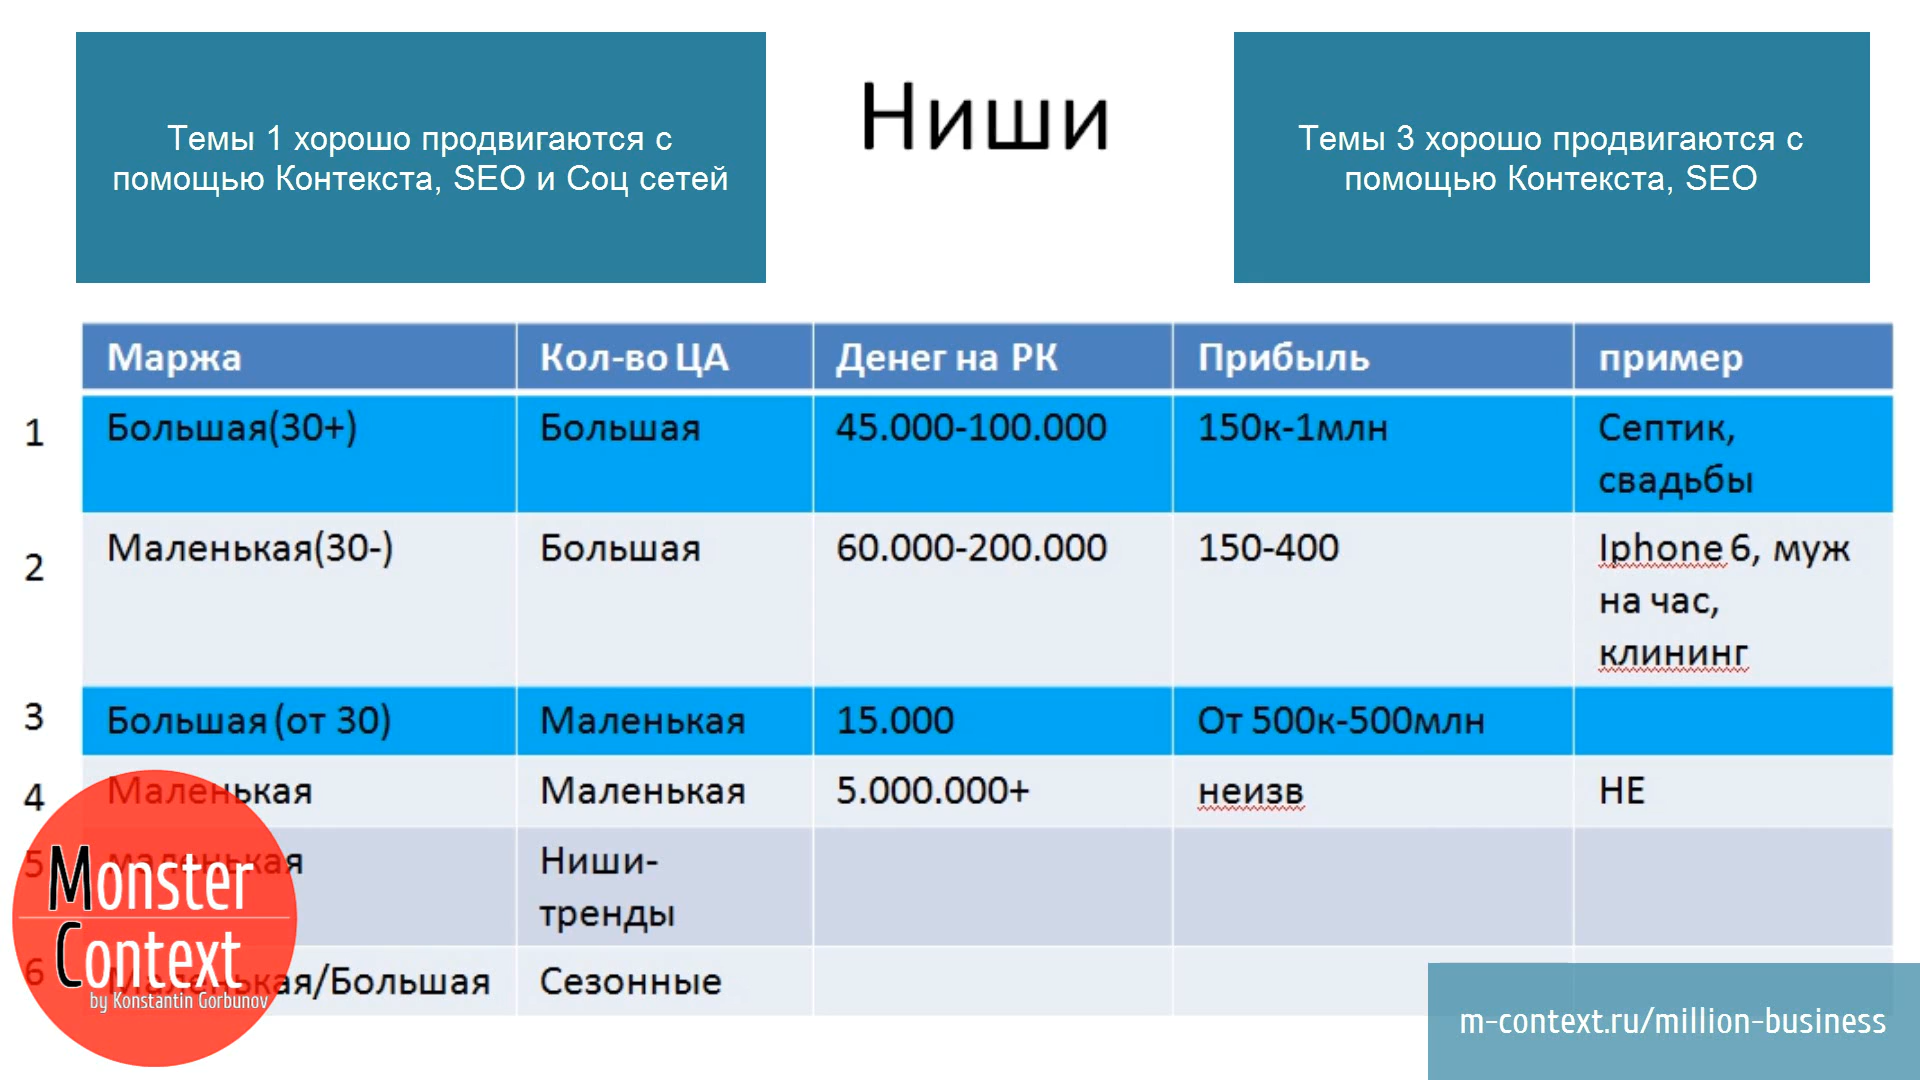 Темы 1 хорошо продвигаются с
помощью Контекста, SEO и Соц сетей
Ниши
Темы 3 хорошо продвигаются с
помощью Контекста, SEO
Маржа Кол-во ЦА Денег на РК Прибыль пример
1 Большая(30+) Большая 45.000-100.000 150к-1млн Септик,
свадьбы
2 Маленькая(30-) Большая 60.000-200.000 150-400 Iphone 6, муж
на час,
клининг
3 Большая (от 30) Маленькая 15.000 От 500к-500млн
4 Маленькая Маленькая 5.000.000+ неизв НЕ
5 маленькая Ниши-
тренды
6 Маленькая/Большая Сезонные
Monster
Context
by Konstantin Gorbunov
m-context.ru/million-business